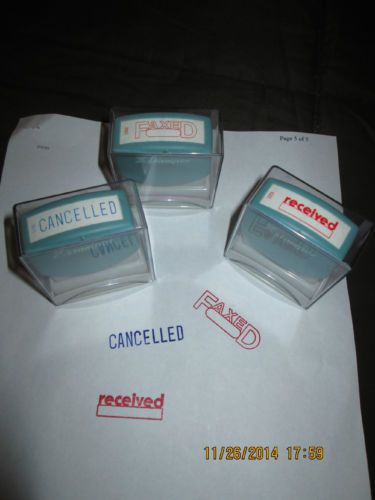 FAXED
Page 5 of 5
CANCELLED
received
CANCELLED
FAXED
received
11/26/2014 17:59